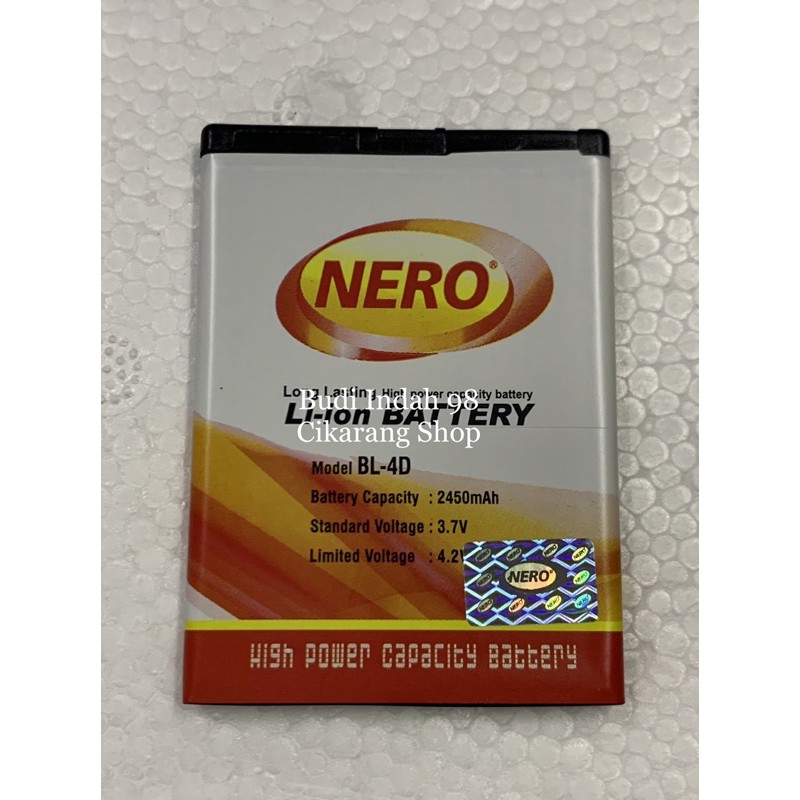 NERO®
Long Lasting-High power capacity battery
Li-ion BATTERY
Budi Indah 98
Cikarang Shop
Model BL-4D
Battery Capacity : 2450mAh
Standard Voltage : 3.7V
Limited Voltage : 4.2V
NERO®
High Power Capacity Battery